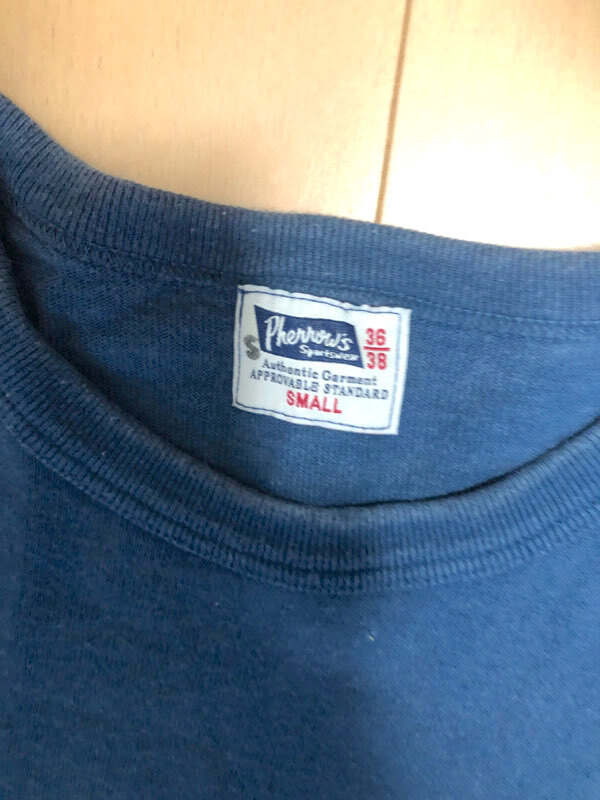 Pherrow's
Sportswear
36
38
S
Authentic Garment
APPROVABLE STANDARD
SMALL